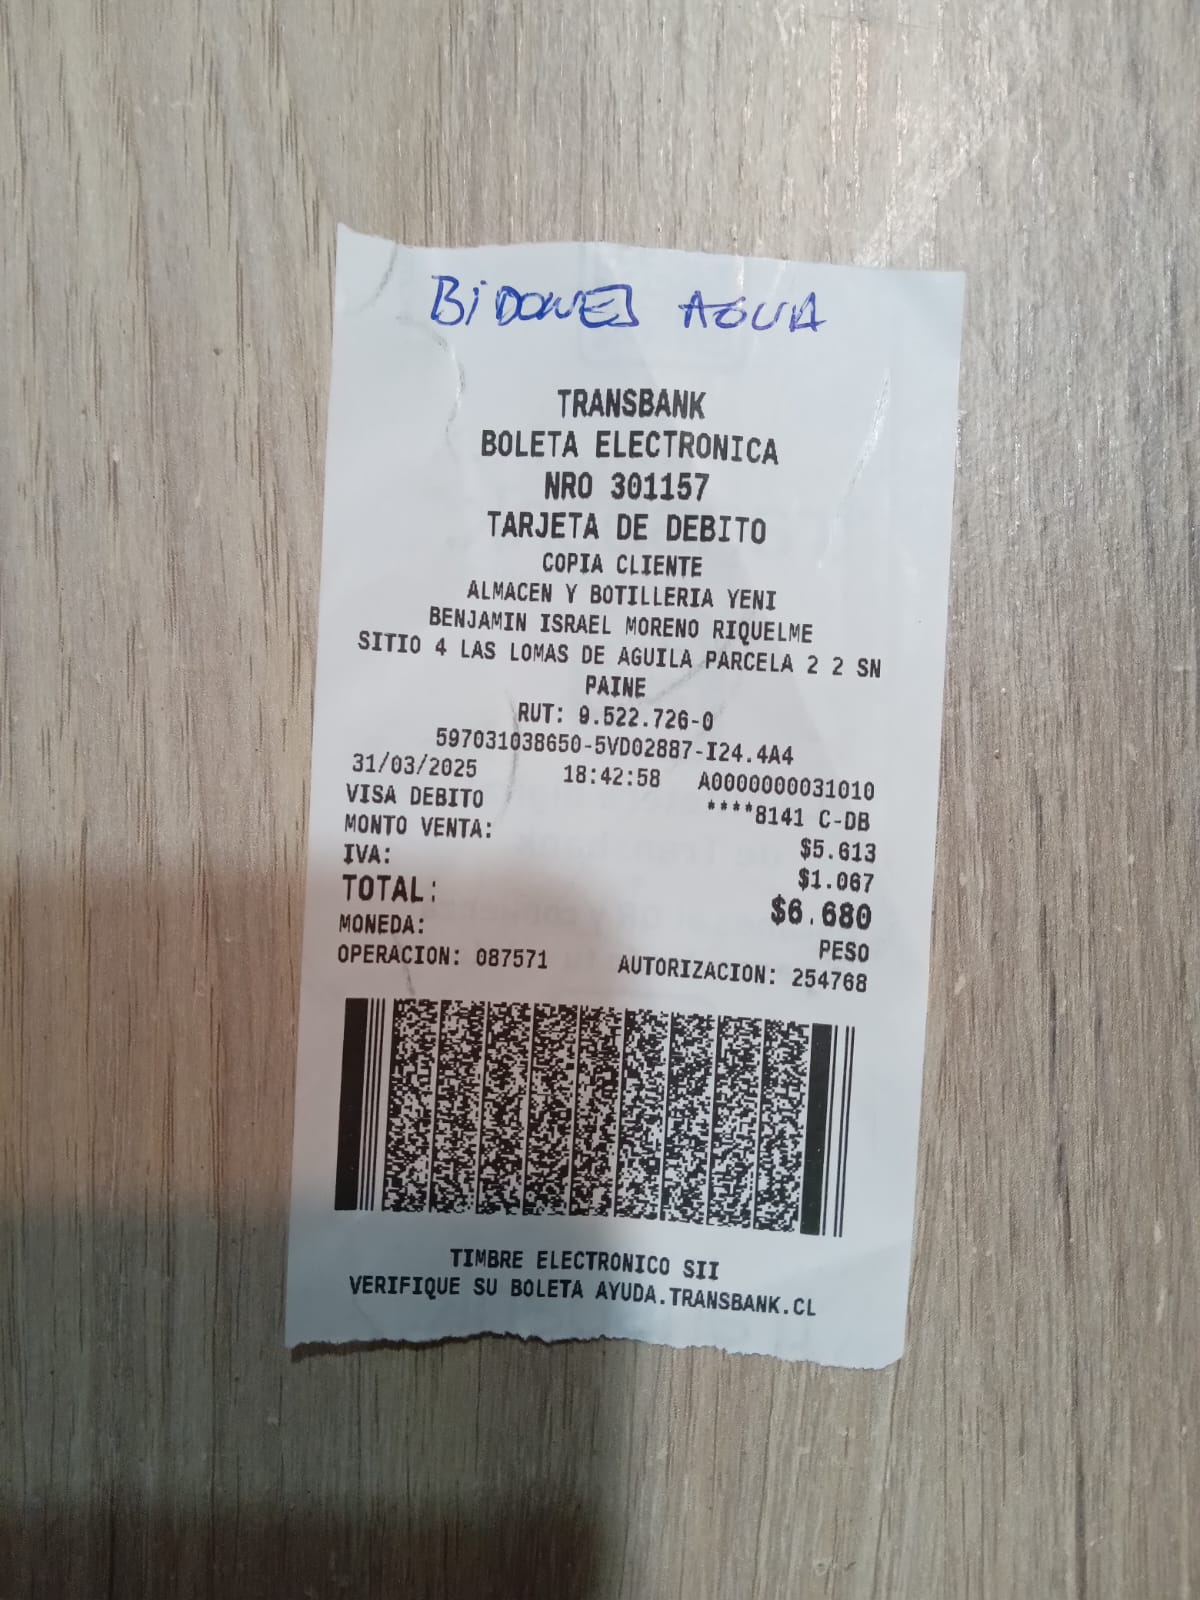 BiDONES AGUA
TRANSBANK
BOLETA ELECTRONICA
NRO 301157
TARJETA DE DEBITO
COPIA CLIENTE
ALMACEN Y BOTILLERIA YENI
BENJAMIN ISRAEL MORENO RIQUELME
SITIO 4 LAS LOMAS DE AGUILA PARCELA 2 2 SN
PAINE
RUT: 9.522.726-0
597031038650-5VD02887-I24.4A4
31/03/2025 18:42:58 A0000000031010
VISA DEBITO ****8141 C-DB
MONTO VENTA: $5.613
IVA: $1.067
TOTAL: $6.680
MONEDA: PESO
OPERACION: 087571 AUTORIZACION: 254768
TIMBRE ELECTRONICO SII
VERIFIQUE SU BOLETA AYUDA.TRANSBANK.CL